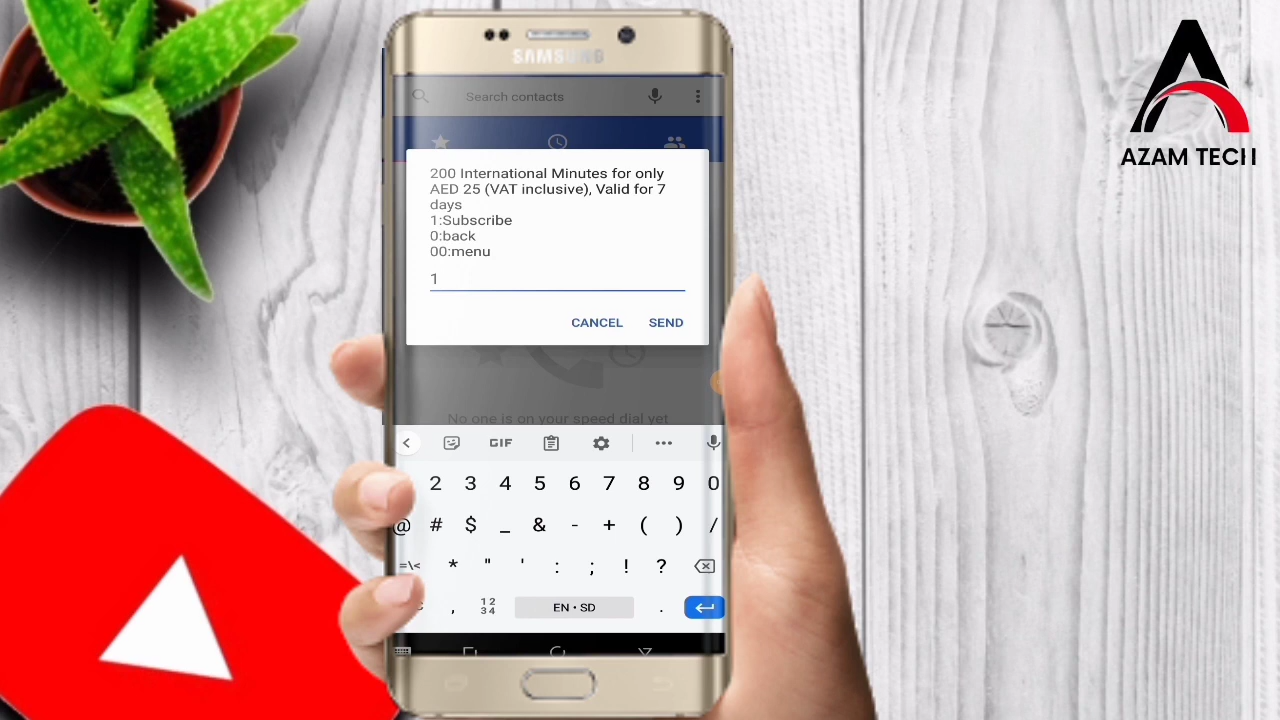 SAMSUNG
Search contacts
200 International Minutes for only
AED 25 (VAT inclusive), Valid for 7
days
1:Subscribe
0:back
00:menu
1
CANCEL SEND
No one is on your speed dial yet
GIF
2 3 4 5 6 7 8 9 0
@ # $ _ & - + ( ) /
=\< * " ' : ; ! ?
, 12 34 EN • SD .
AZAM TECH